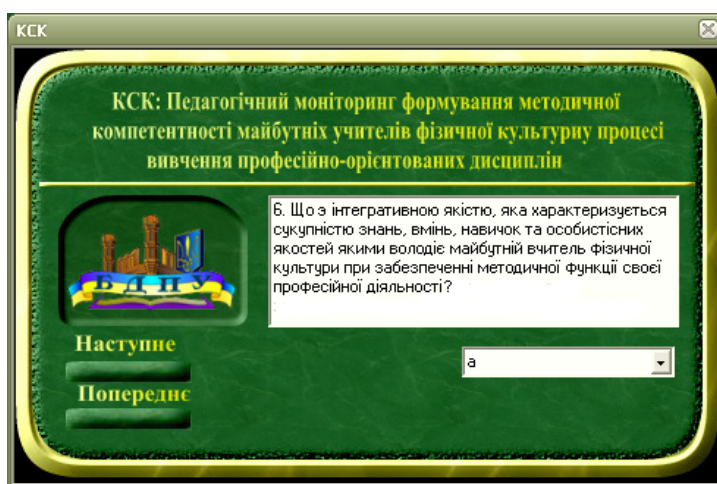 КСК
КСК: Педагогічний моніторинг формування методичної
компетентності майбутніх учителів фізичної культуриу процесі
вивчення професійно-орієнтованих дисциплін
6. Що э інтегративною якістю, яка характеризується
сукупністю знань, вмінь, навичок та особистісних
якостей якими володіє майбутній вчитель фізичної
культури при забезпеченні методичної функції своєї
професійної діяльності?
БДПУ
Наступне
а
Попереднє